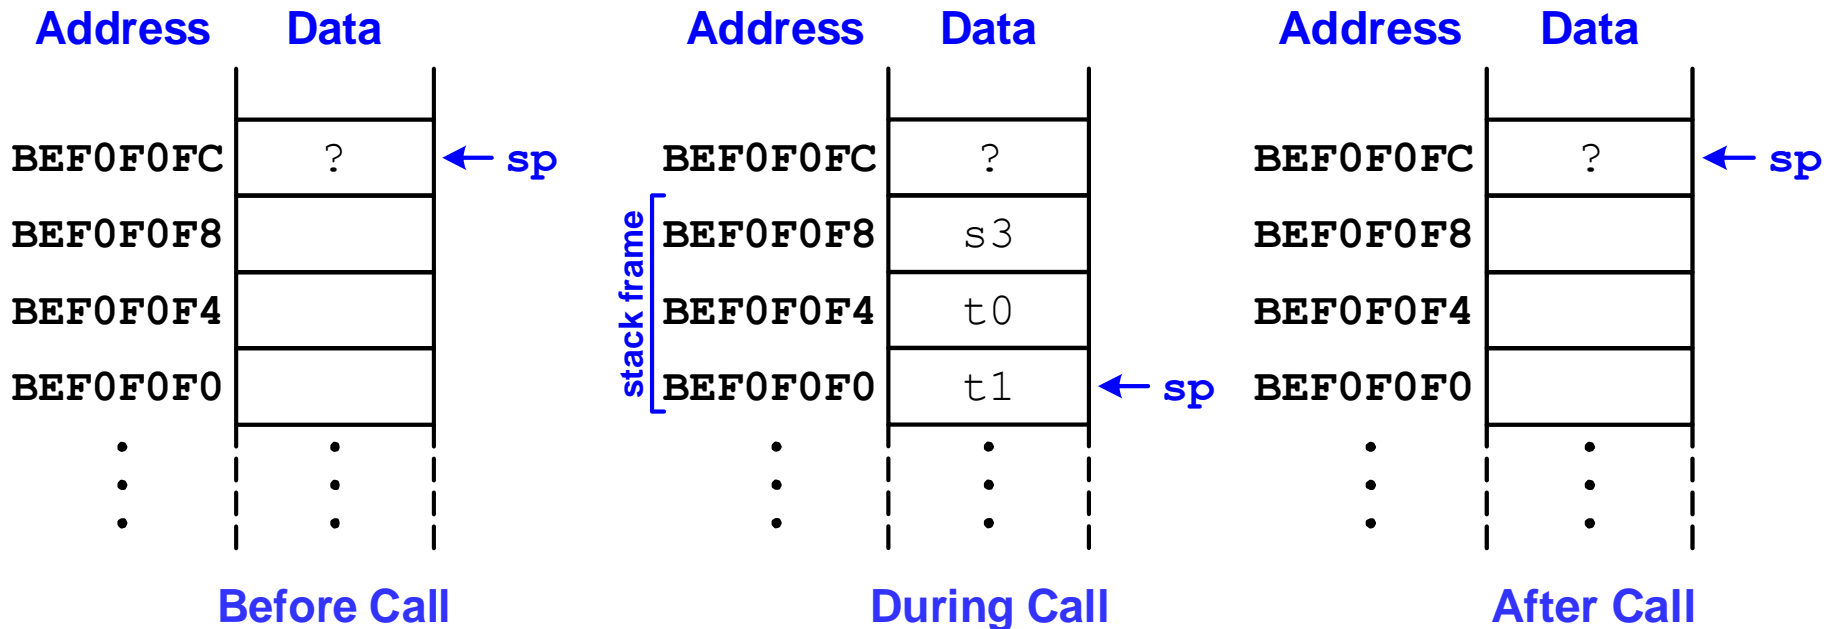 Address Data
BEF0F0FC ? sp
BEF0F0F8
BEF0F0F4
BEF0F0F0
Before Call
Address Data
BEF0F0FC ?
BEF0F0F8 s3
BEF0F0F4 t0
BEF0F0F0 t1 sp
stack frame
During Call
Address Data
BEF0F0FC ? sp
BEF0F0F8
BEF0F0F4
BEF0F0F0
After Call